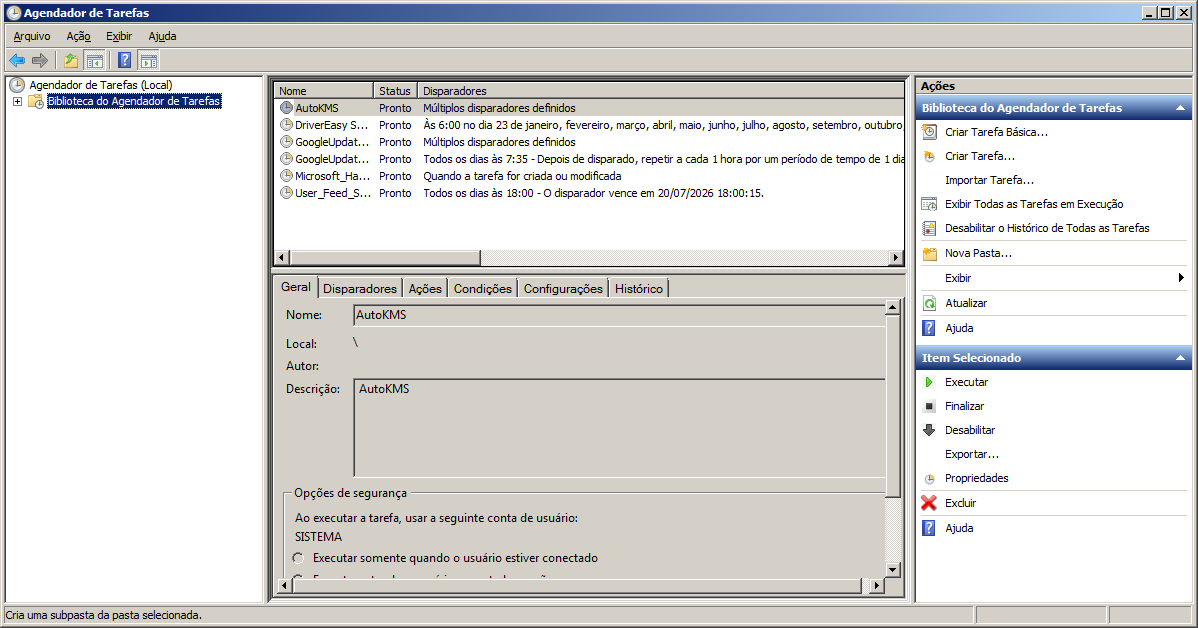 Agendador de Tarefas
Arquivo Ação Exibir Ajuda
Agendador de Tarefas (Local)
Biblioteca do Agendador de Tarefas
Nome Status Disparadores
AutoKMS Pronto Múltiplos disparadores definidos
DriverEasy S... Pronto Às 6:00 no dia 23 de janeiro, fevereiro, março, abril, maio, junho, julho, agosto, setembro, outubro,
GoogleUpdat... Pronto Múltiplos disparadores definidos
GoogleUpdat... Pronto Todos os dias às 7:35 - Depois de disparado, repetir a cada 1 hora por um período de tempo de 1 dia
Microsoft_Ha... Pronto Quando a tarefa for criada ou modificada
User_Feed_S... Pronto Todos os dias às 18:00 - O disparador vence em 20/07/2026 18:00:15.
Geral Disparadores Ações Condições Configurações Histórico
Nome: AutoKMS
Local: \
Autor:
Descrição: AutoKMS
Opções de segurança
Ao executar a tarefa, usar a seguinte conta de usuário:
SISTEMA
Executar somente quando o usuário estiver conectado
Ações
Biblioteca do Agendador de Tarefas
Criar Tarefa Básica...
Criar Tarefa...
Importar Tarefa...
Exibir Todas as Tarefas em Execução
Desabilitar o Histórico de Todas as Tarefas
Nova Pasta...
Exibir
Atualizar
Ajuda
Item Selecionado
Executar
Finalizar
Desabilitar
Exportar...
Propriedades
Excluir
Ajuda
Cria uma subpasta da pasta selecionada.